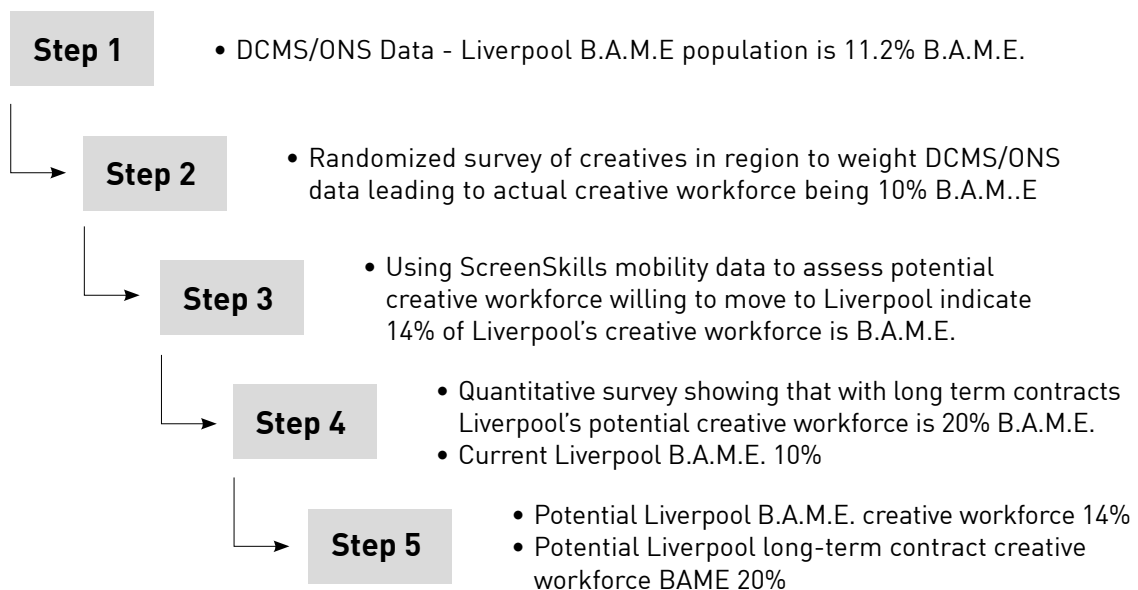 Step 1
• DCMS/ONS Data - Liverpool B.A.M.E population is 11.2% B.A.M.E.
Step 2
• Randomized survey of creatives in region to weight DCMS/ONS
data leading to actual creative workforce being 10% B.A.M..E
Step 3
• Using ScreenSkills mobility data to assess potential
creative workforce willing to move to Liverpool indicate
14% of Liverpool’s creative workforce is B.A.M.E.
Step 4
• Quantitative survey showing that with long term contracts
Liverpool’s potential creative workforce is 20% B.A.M.E.
• Current Liverpool B.A.M.E. 10%
Step 5
• Potential Liverpool B.A.M.E. creative workforce 14%
• Potential Liverpool long-term contract creative
workforce BAME 20%